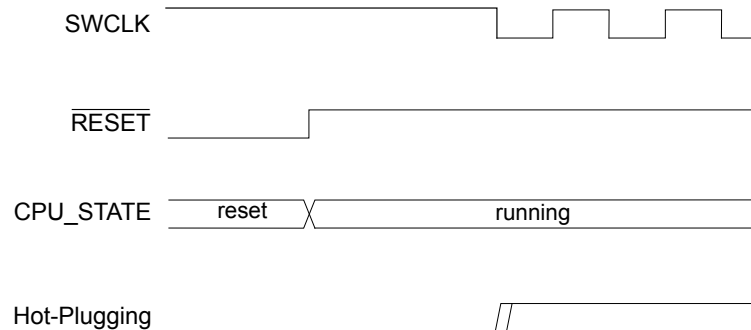 SWCLK
RESET
CPU_STATE
reset
running
Hot-Plugging